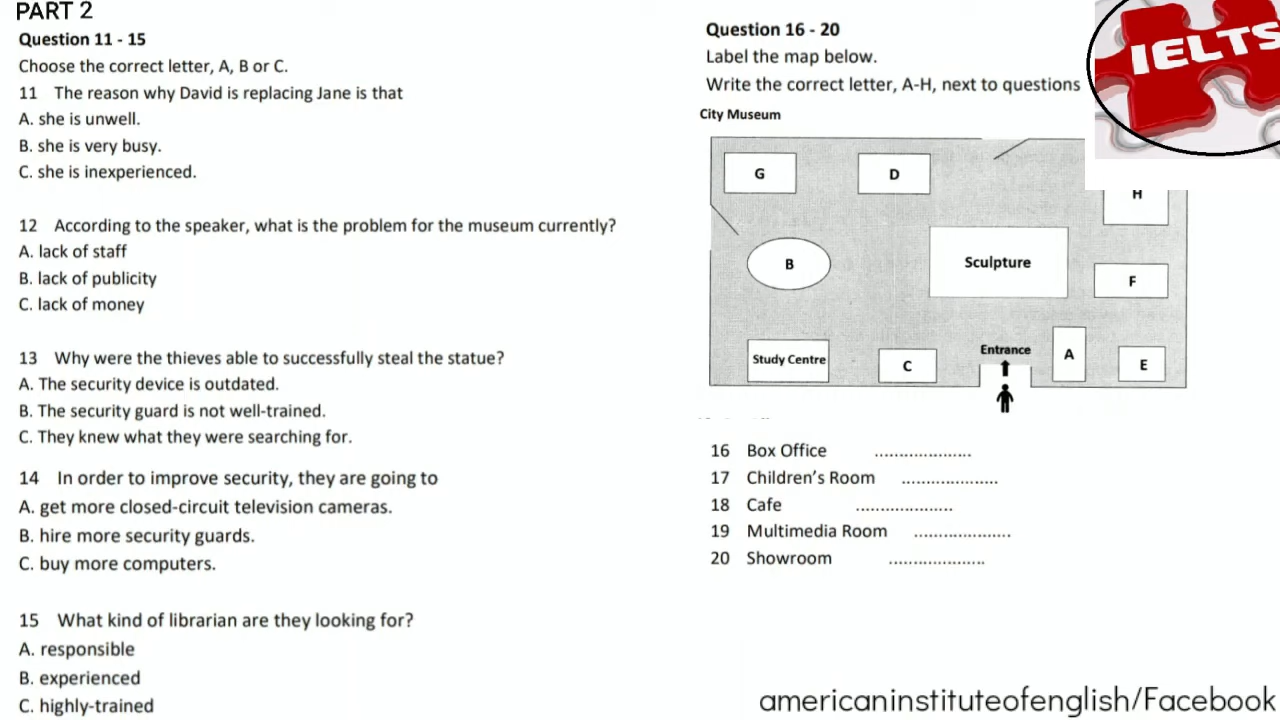 PART 2
Question 11 - 15
Choose the correct letter, A, B or C.
11 The reason why David is replacing Jane is that
A. she is unwell.
B. she is very busy.
C. she is inexperienced.
12 According to the speaker, what is the problem for the museum currently?
A. lack of staff
B. lack of publicity
C. lack of money
13 Why were the thieves able to successfully steal the statue?
A. The security device is outdated.
B. The security guard is not well-trained.
C. They knew what they were searching for.
14 In order to improve security, they are going to
A. get more closed-circuit television cameras.
B. hire more security guards.
C. buy more computers.
15 What kind of librarian are they looking for?
A. responsible
B. experienced
C. highly-trained
Question 16 - 20
Label the map below.
Write the correct letter, A-H, next to questions
IELTS
City Museum
G
D
H
B
Sculpture
F
Study Centre
C
Entrance
A
E
16 Box Office ....................
17 Children's Room ....................
18 Cafe ....................
19 Multimedia Room ....................
20 Showroom ....................
americaninstituteofenglish/Facebook